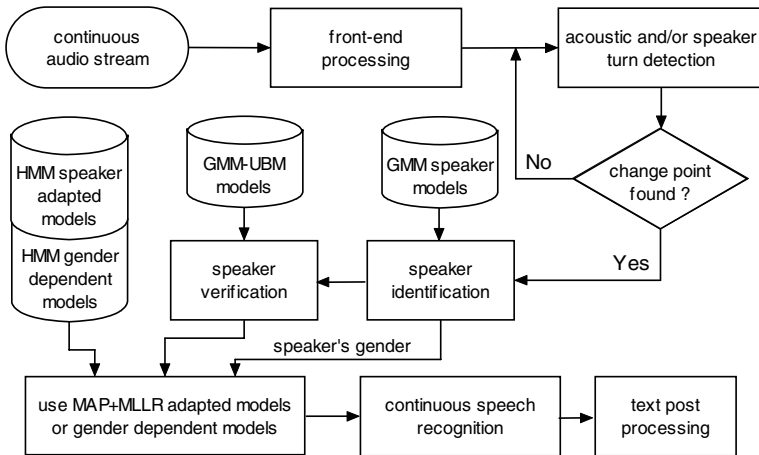 continuous
audio stream
front-end
processing
acoustic and/or speaker
turn detection
HMM speaker
adapted
models
GMM-UBM
models
GMM speaker
models
No
change point
found ?
HMM gender
dependent
models
speaker
verification
speaker
identification
Yes
speaker's gender
use MAP+MLLR adapted models
or gender dependent models
continuous speech
recognition
text post
processing